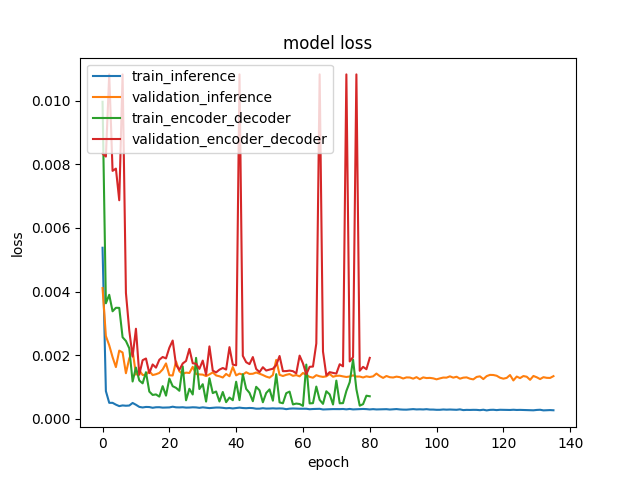 model loss
train_inference
validation_inference
train_encoder_decoder
validation_encoder_decoder
loss
0.010
0.008
0.006
0.004
0.002
0.000
0 20 40 60 80 100 120 140
epoch